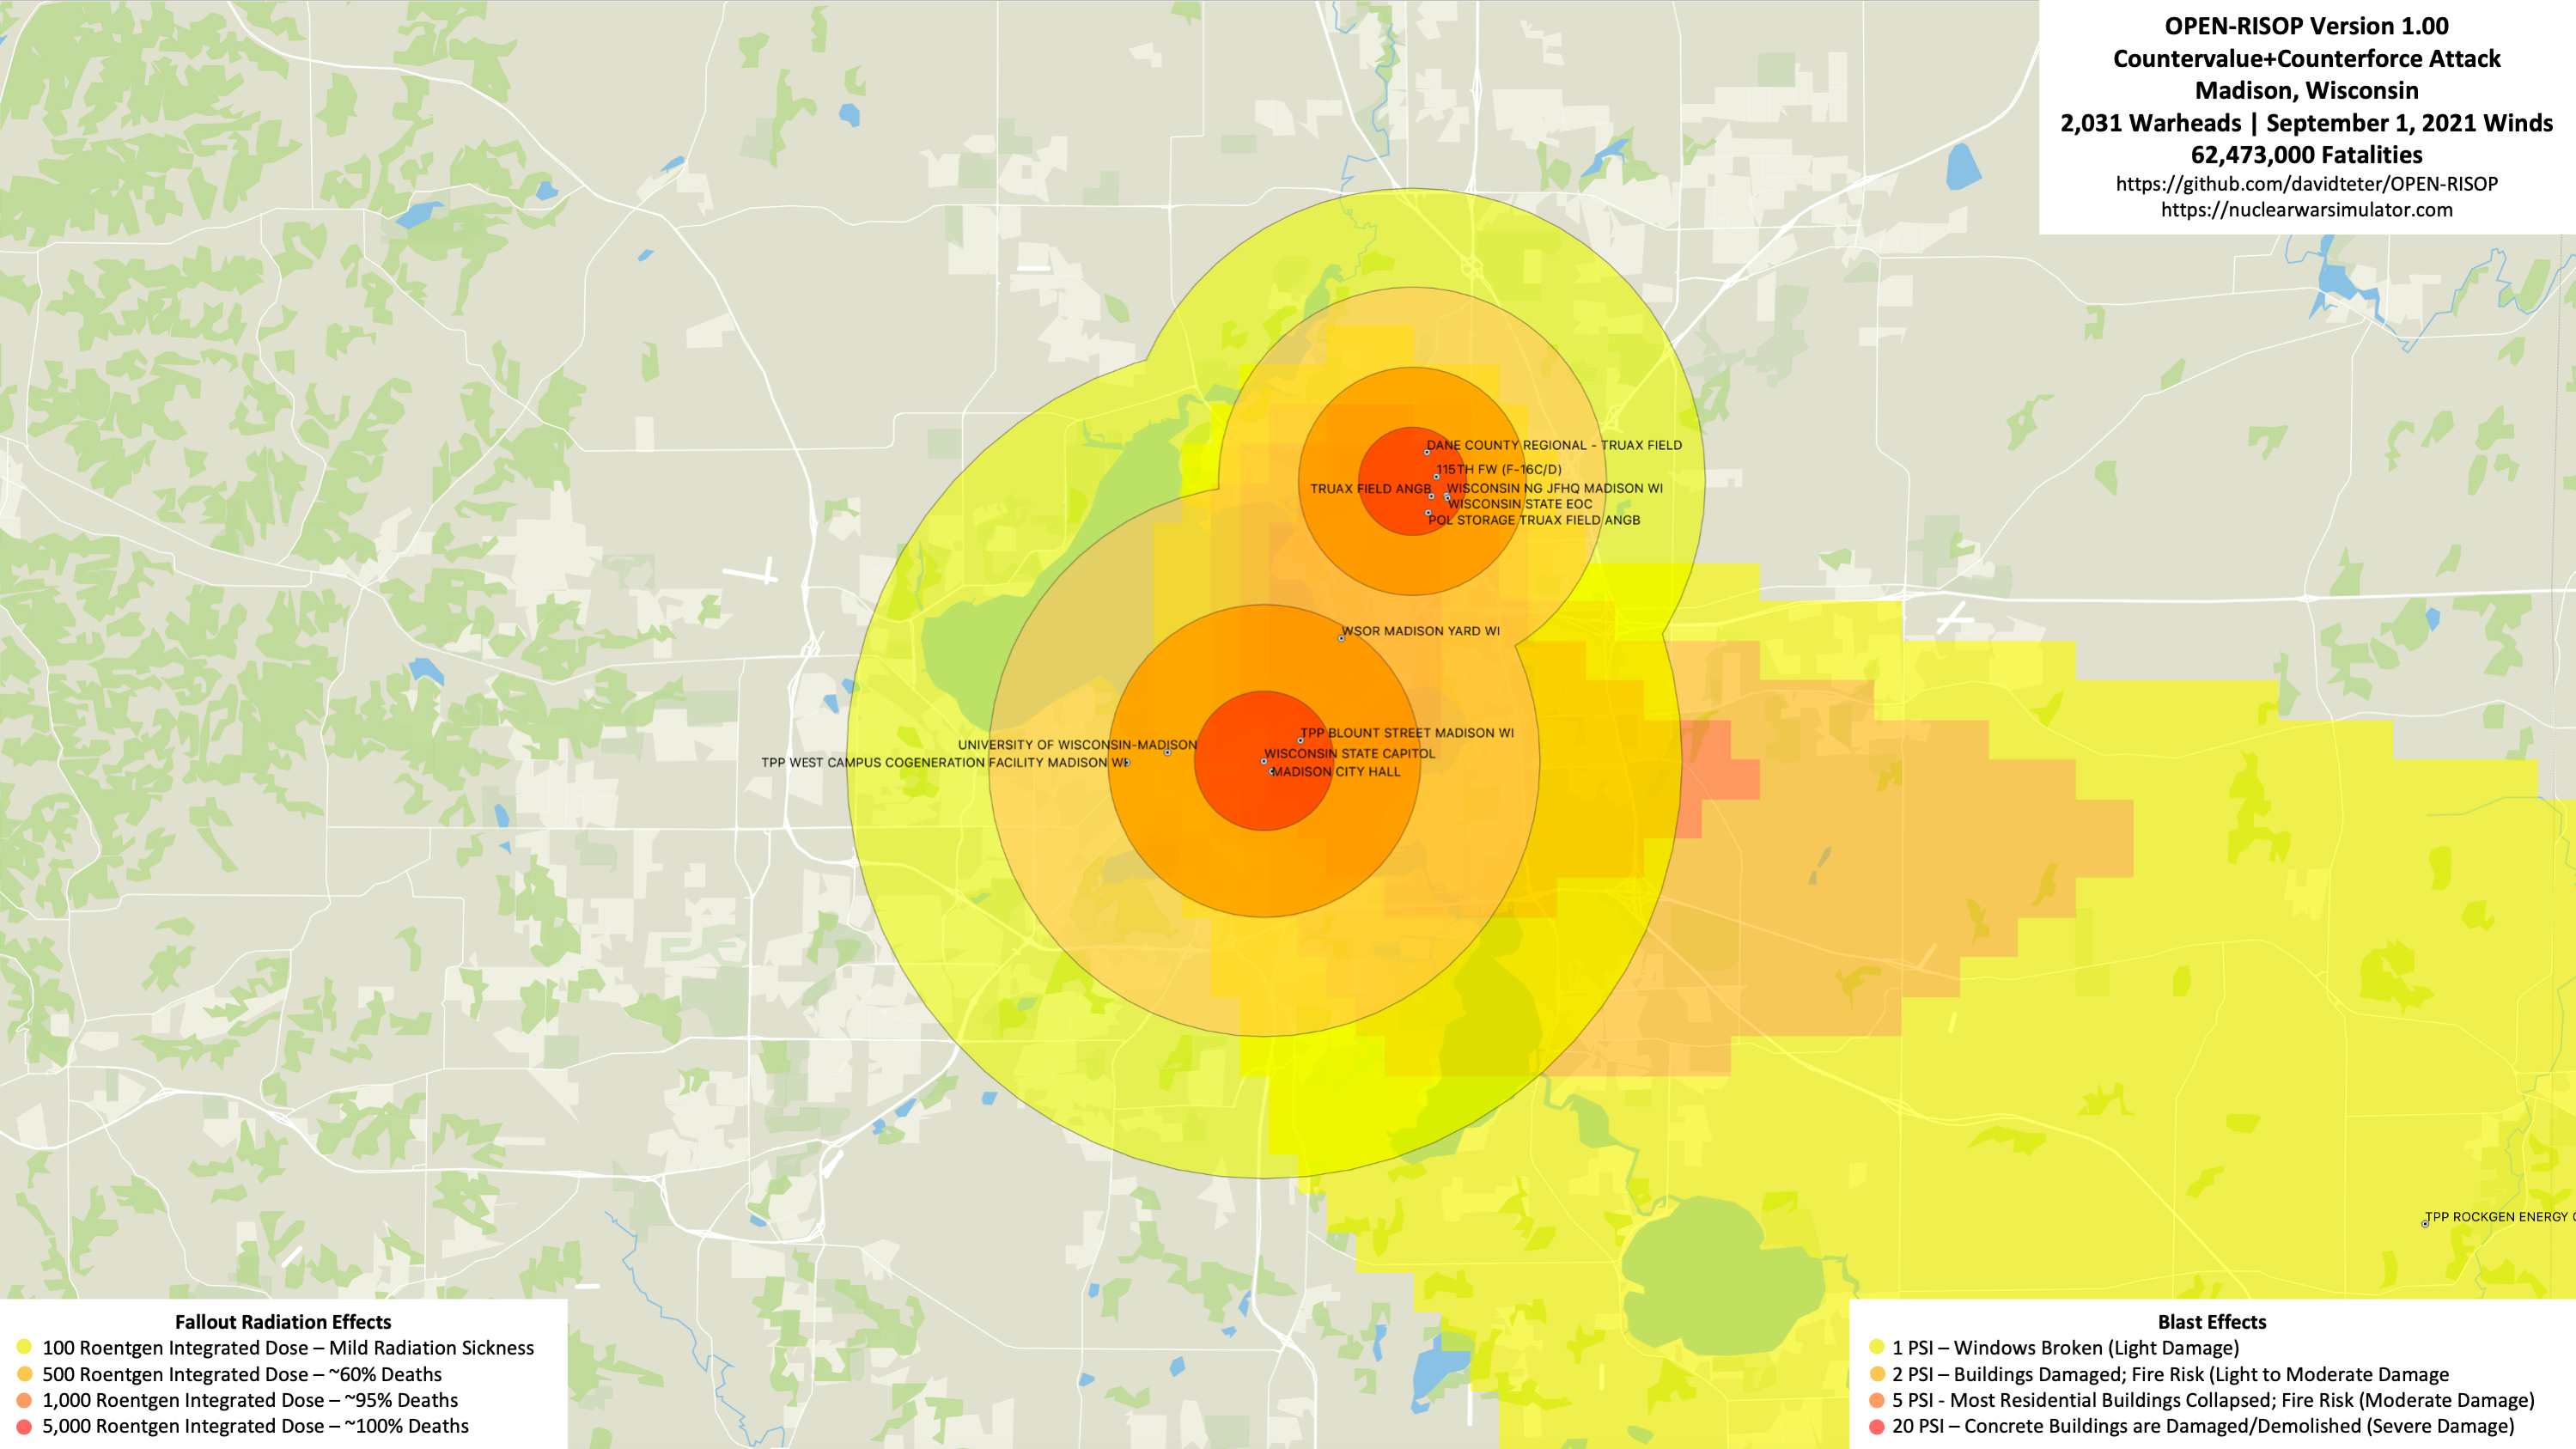 OPEN-RISOP Version 1.00
Countervalue+Counterforce Attack
Madison, Wisconsin
2,031 Warheads | September 1, 2021 Winds
62,473,000 Fatalities
https://github.com/davidteter/OPEN-RISOP
https://nuclearwarsimulator.com
DANE COUNTY REGIONAL - TRUAX FIELD
115TH FW (F-16C/D)
TRUAX FIELD ANGB
WISCONSIN NG JFHQ MADISON WI
WISCONSIN STATE EOC
POL STORAGE TRUAX FIELD ANGB
WSOR MADISON YARD WI
TPP BLOUNT STREET MADISON WI
UNIVERSITY OF WISCONSIN-MADISON
WISCONSIN STATE CAPITOL
TPP WEST CAMPUS COGENERATION FACILITY MADISON WI
MADISON CITY HALL
TPP ROCKGEN ENERGY
Fallout Radiation Effects
100 Roentgen Integrated Dose – Mild Radiation Sickness
500 Roentgen Integrated Dose – ~60% Deaths
1,000 Roentgen Integrated Dose – ~95% Deaths
5,000 Roentgen Integrated Dose – ~100% Deaths
Blast Effects
1 PSI – Windows Broken (Light Damage)
2 PSI – Buildings Damaged; Fire Risk (Light to Moderate Damage
5 PSI - Most Residential Buildings Collapsed; Fire Risk (Moderate Damage)
20 PSI – Concrete Buildings are Damaged/Demolished (Severe Damage)